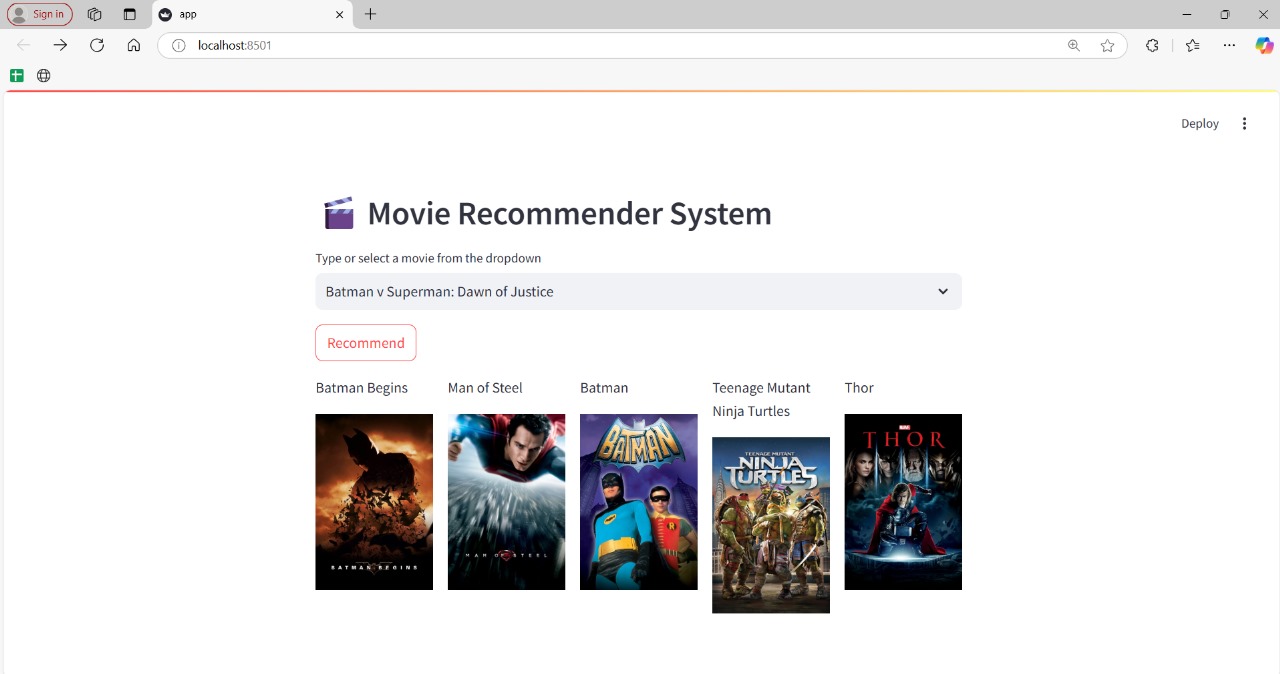 Sign in
app
localhost:8501
Deploy
Movie Recommender System
Type or select a movie from the dropdown
Batman v Superman: Dawn of Justice
Recommend
Batman Begins
Man of Steel
Batman
Teenage Mutant
Ninja Turtles
Thor
BATMAN BEGINS
MAN OF STEEL
BATMAN
R
TEENAGE MUTANT
NINJA
TURTLES
THOR